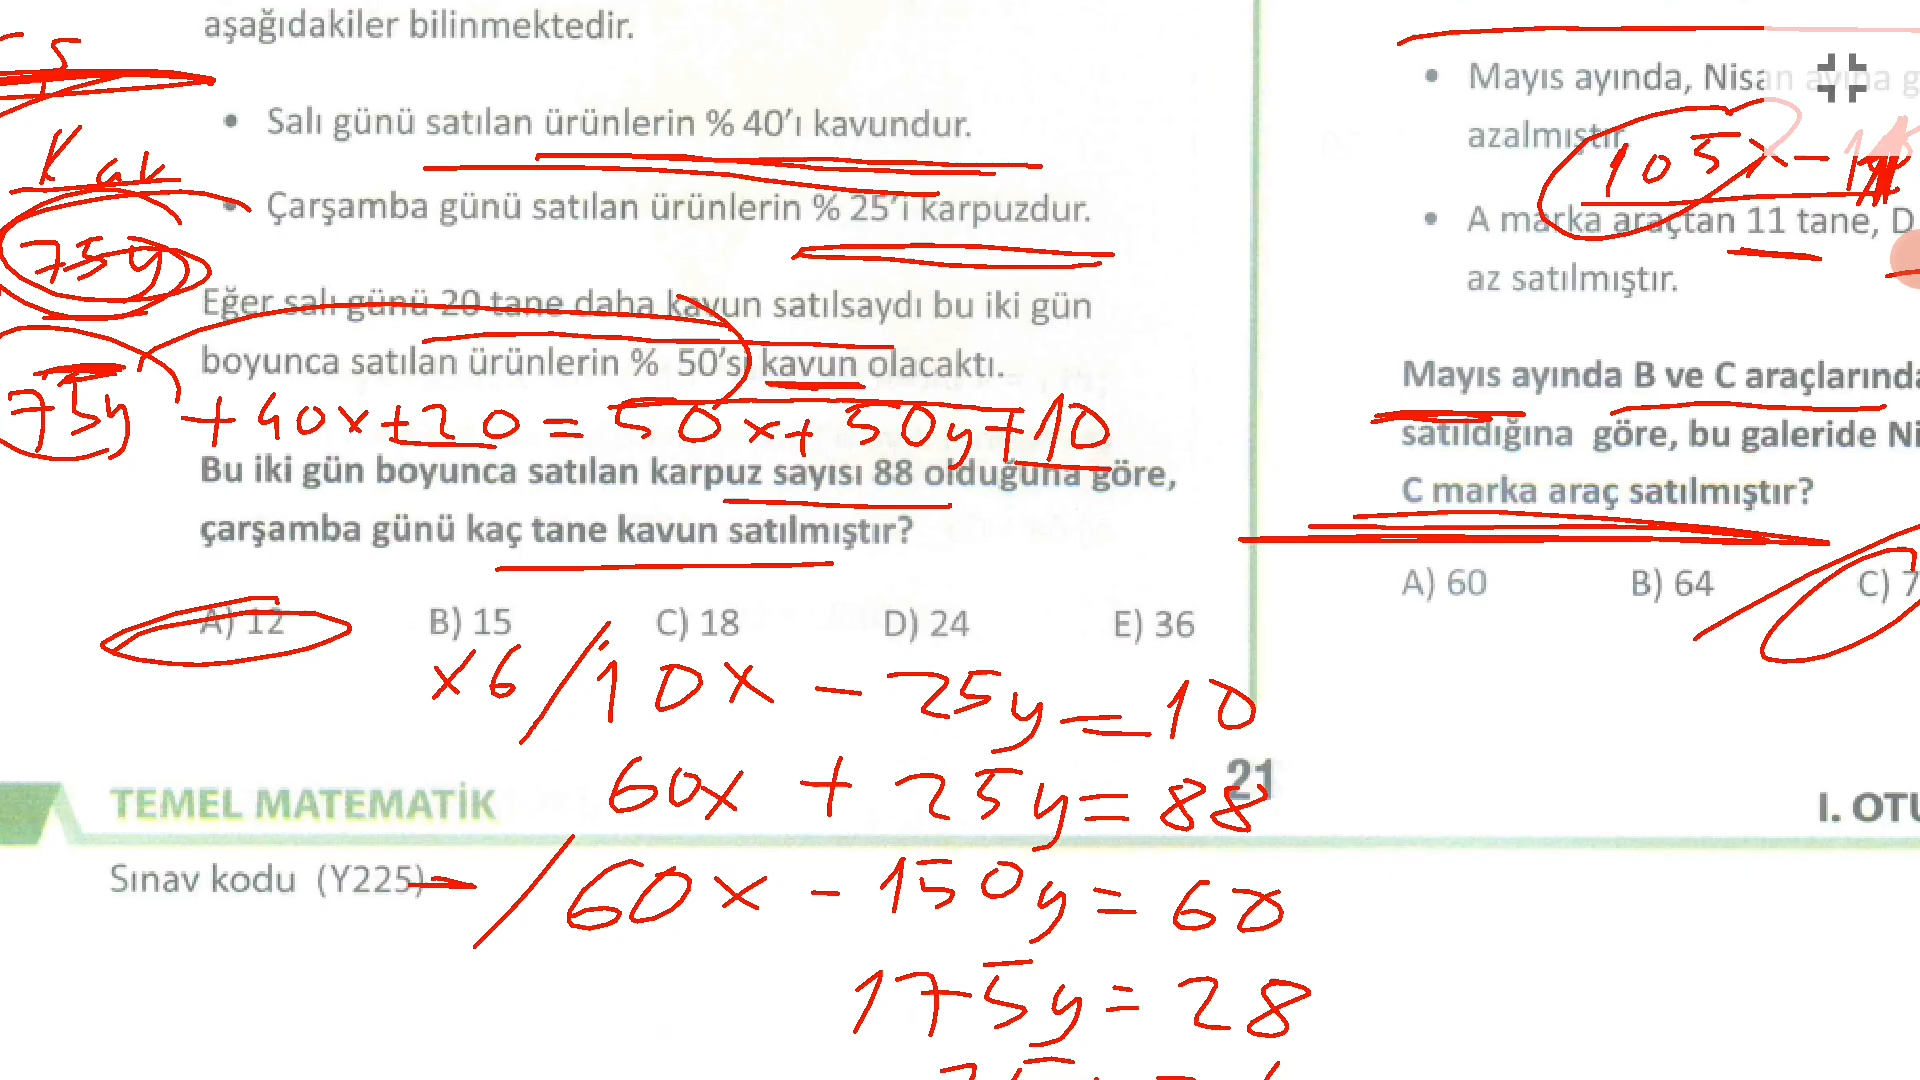 aşağıdakiler bilinmektedir.
• Salı günü satılan ürünlerin % 40'ı kavundur.
Kav
• Çarşamba günü satılan ürünlerin % 25'i karpuzdur.
75y
Eğer salı günü 20 tane daha kavun satılsaydı bu iki gün
boyunca satılan ürünlerin % 50'si kavun olacaktı.
75y + 40x + 20 = 50x + 50y + 10
Bu iki gün boyunca satılan karpuz sayısı 88 olduğuna göre,
çarşamba günü kaç tane kavun satılmıştır?
A) 12 B) 15 C) 18 D) 24 E) 36
x6 / 10x - 25y = 10
60x + 25y = 88
- / 60x - 150y = 60
175y = 28
21
TEMEL MATEMATİK
Sınav kodu (Y225)
• Mayıs ayında, Nisan ayına g
azalmıştır.
105x -
• A marka araçtan 11 tane, D
az satılmıştır.
Mayıs ayında B ve C araçlarında
satıldığına göre, bu galeride Ni
C marka araç satılmıştır?
A) 60 B) 64 C) 7
I. OTU